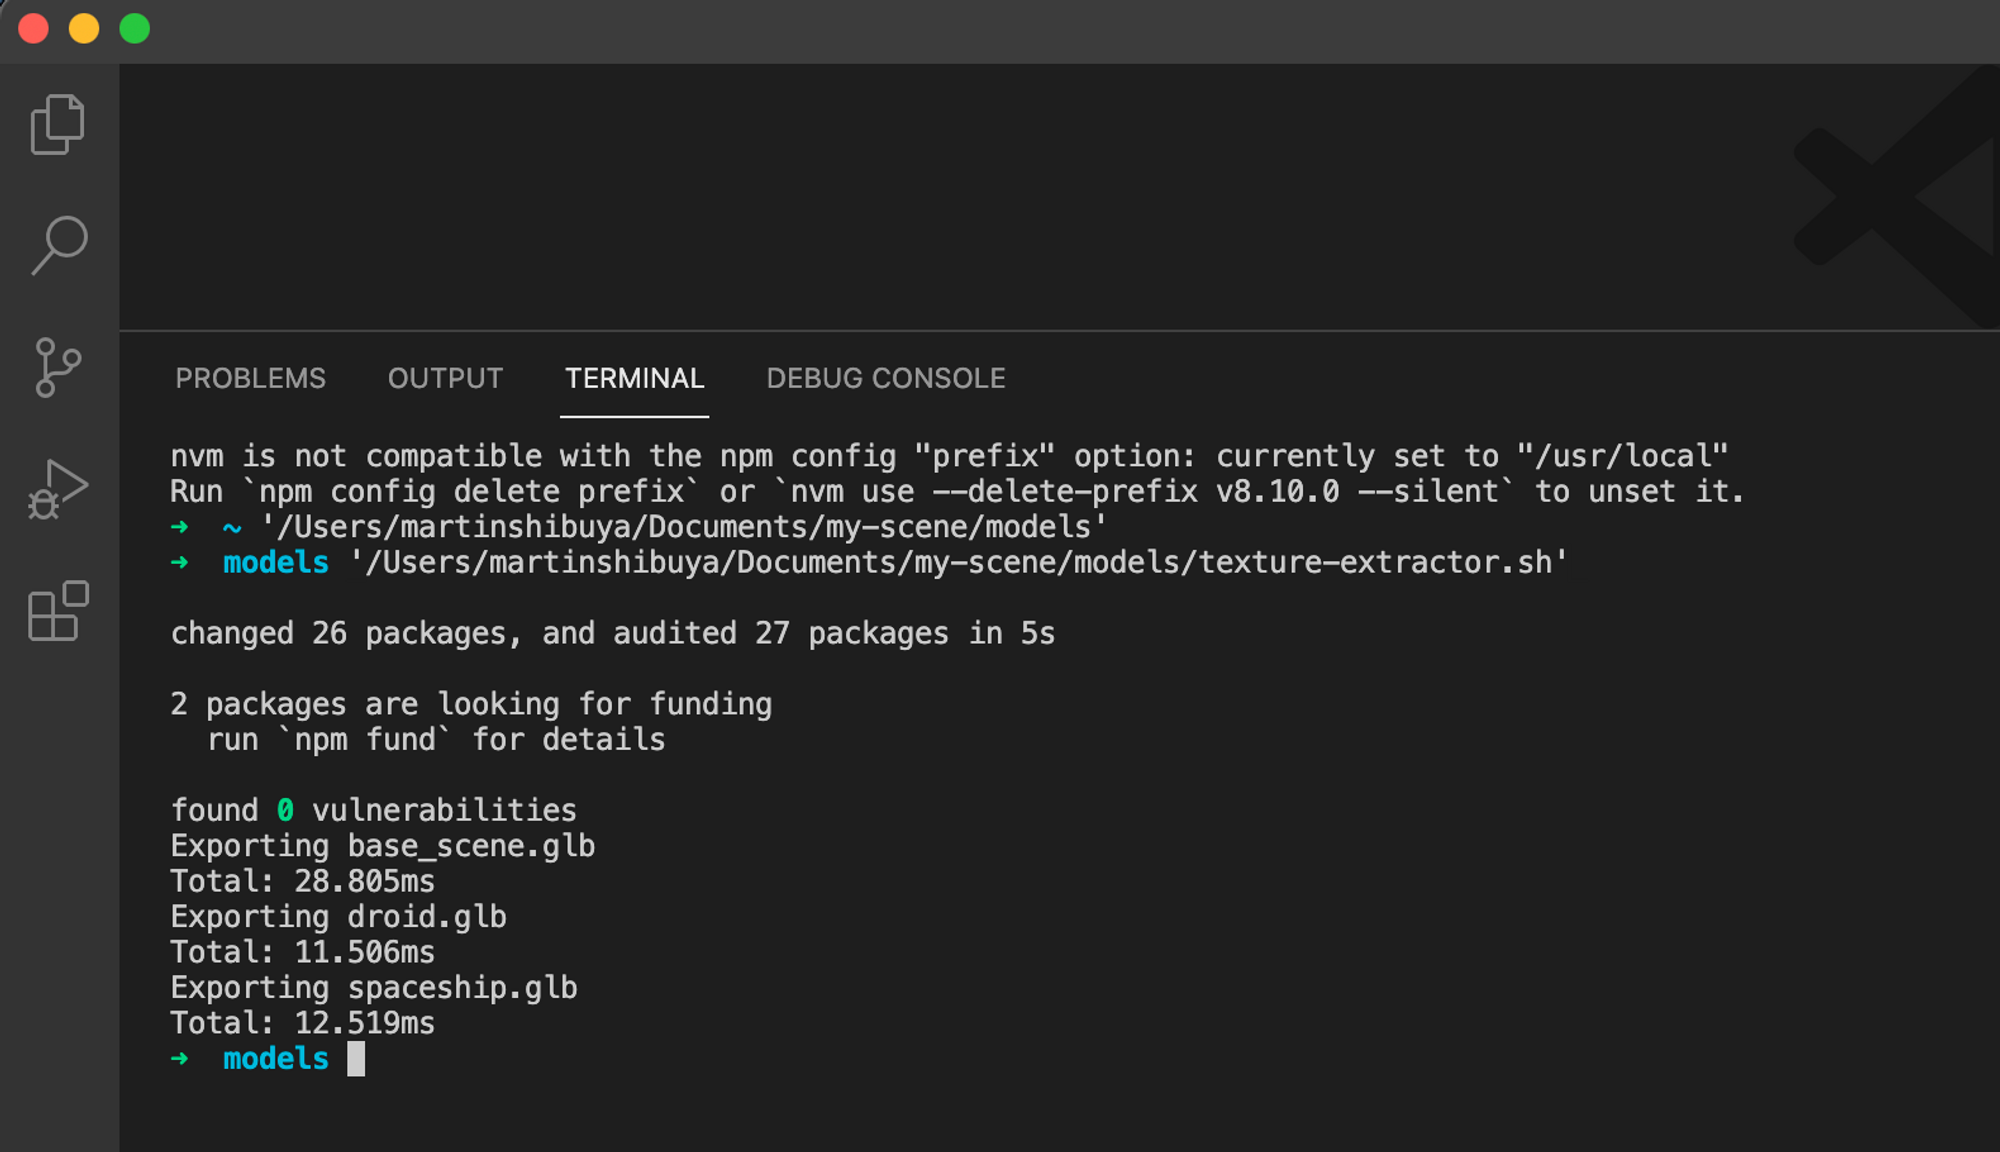 PROBLEMS OUTPUT TERMINAL DEBUG CONSOLE
nvm is not compatible with the npm config "prefix" option: currently set to "/usr/local"
Run `npm config delete prefix` or `nvm use --delete-prefix v8.10.0 --silent` to unset it.
➜ ~ '/Users/martinshibuya/Documents/my-scene/models'
➜ models '/Users/martinshibuya/Documents/my-scene/models/texture-extractor.sh'
changed 26 packages, and audited 27 packages in 5s
2 packages are looking for funding
run `npm fund` for details
found 0 vulnerabilities
Exporting base_scene.glb
Total: 28.805ms
Exporting droid.glb
Total: 11.506ms
Exporting spaceship.glb
Total: 12.519ms
➜ models